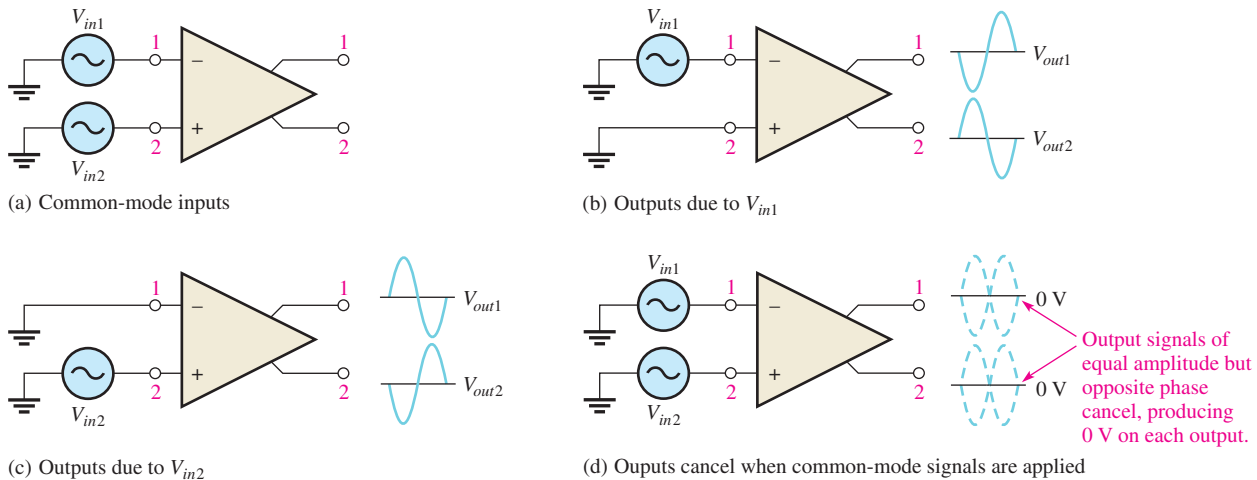 V_in1
1
−
1
+
2
2
V_in2
(a) Common-mode inputs
V_in1
1
−
1
V_out1
+
2
2
V_out2
(b) Outputs due to V_in1
1
−
1
V_out1
+
2
2
V_out2
V_in2
(c) Outputs due to V_in2
V_in1
1
−
1
0 V
+
2
2
0 V
V_in2
Output signals of
equal amplitude but
opposite phase
cancel, producing
0 V on each output.
(d) Ouputs cancel when common-mode signals are applied